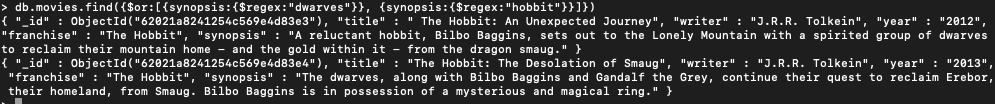 > db.movies.find({$or:[{synopsis:{$regex:"dwarves"}}, {synopsis:{$regex:"hobbit"}}]})
{ "_id" : ObjectId("62021a8241254c569e4d83e3"), "title" : " The Hobbit: An Unexpected Journey", "writer" : "J.R.R. Tolkein", "year" : "2012",
"franchise" : "The Hobbit", "synopsis" : "A reluctant hobbit, Bilbo Baggins, sets out to the Lonely Mountain with a spirited group of dwarves
to reclaim their mountain home – and the gold within it – from the dragon smaug." }
{ "_id" : ObjectId("62021a8241254c569e4d83e4"), "title" : "The Hobbit: The Desolation of Smaug", "writer" : "J.R.R. Tolkein", "year" : "2013",
"franchise" : "The Hobbit", "synopsis" : "The dwarves, along with Bilbo Baggins and Gandalf the Grey, continue their quest to reclaim Erebor,
their homeland, from Smaug. Bilbo Baggins is in possession of a mysterious and magical ring." }
>